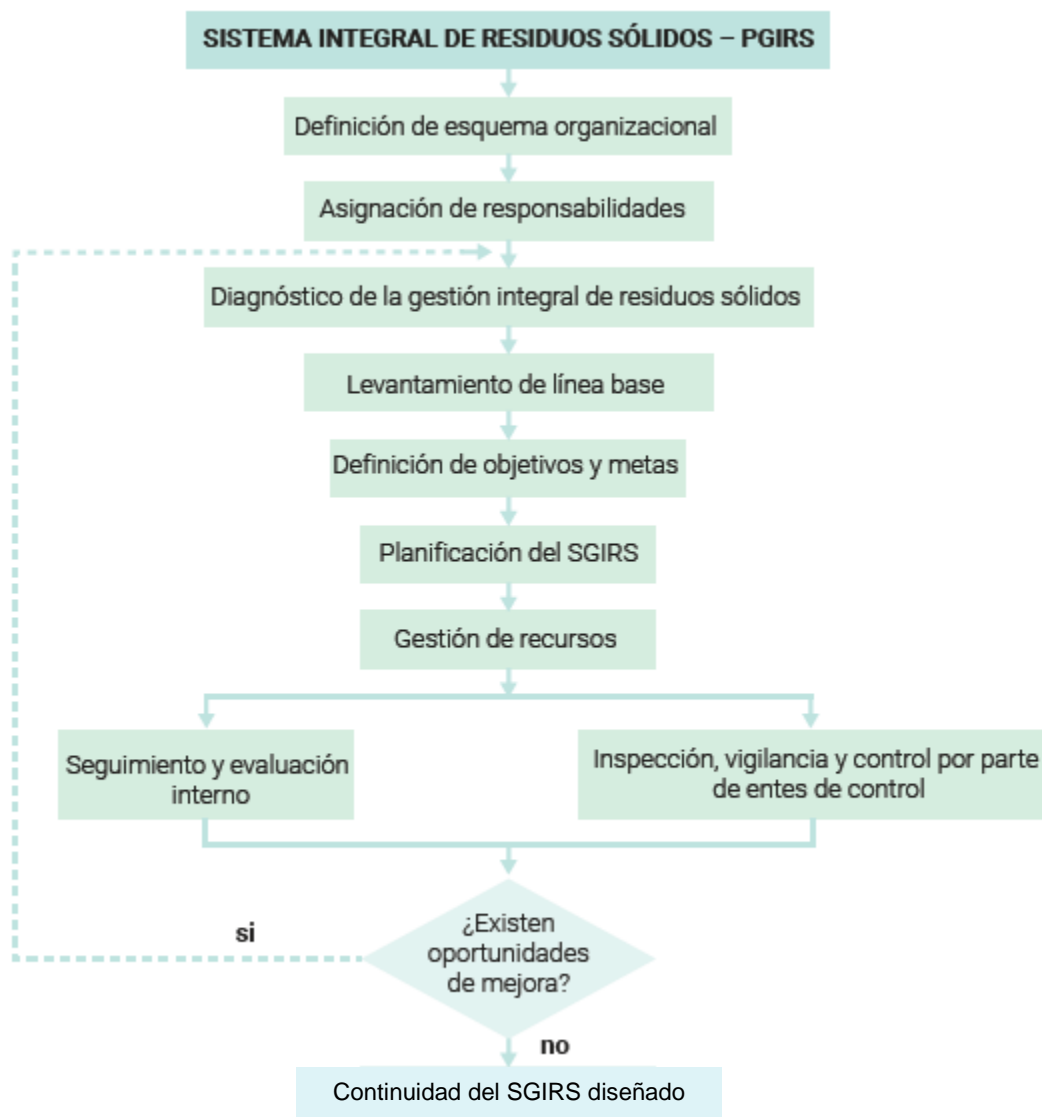 SISTEMA INTEGRAL DE RESIDUOS SÓLIDOS – PGIRS
Definición de esquema organizacional
Asignación de responsabilidades
Diagnóstico de la gestión integral de residuos sólidos
Levantamiento de línea base
Definición de objetivos y metas
Planificación del SGIRS
Gestión de recursos
Seguimiento y evaluación
interno
Inspección, vigilancia y control por parte
de entes de control
¿Existen
oportunidades
de mejora?
si
no
Continuidad del SGIRS diseñado